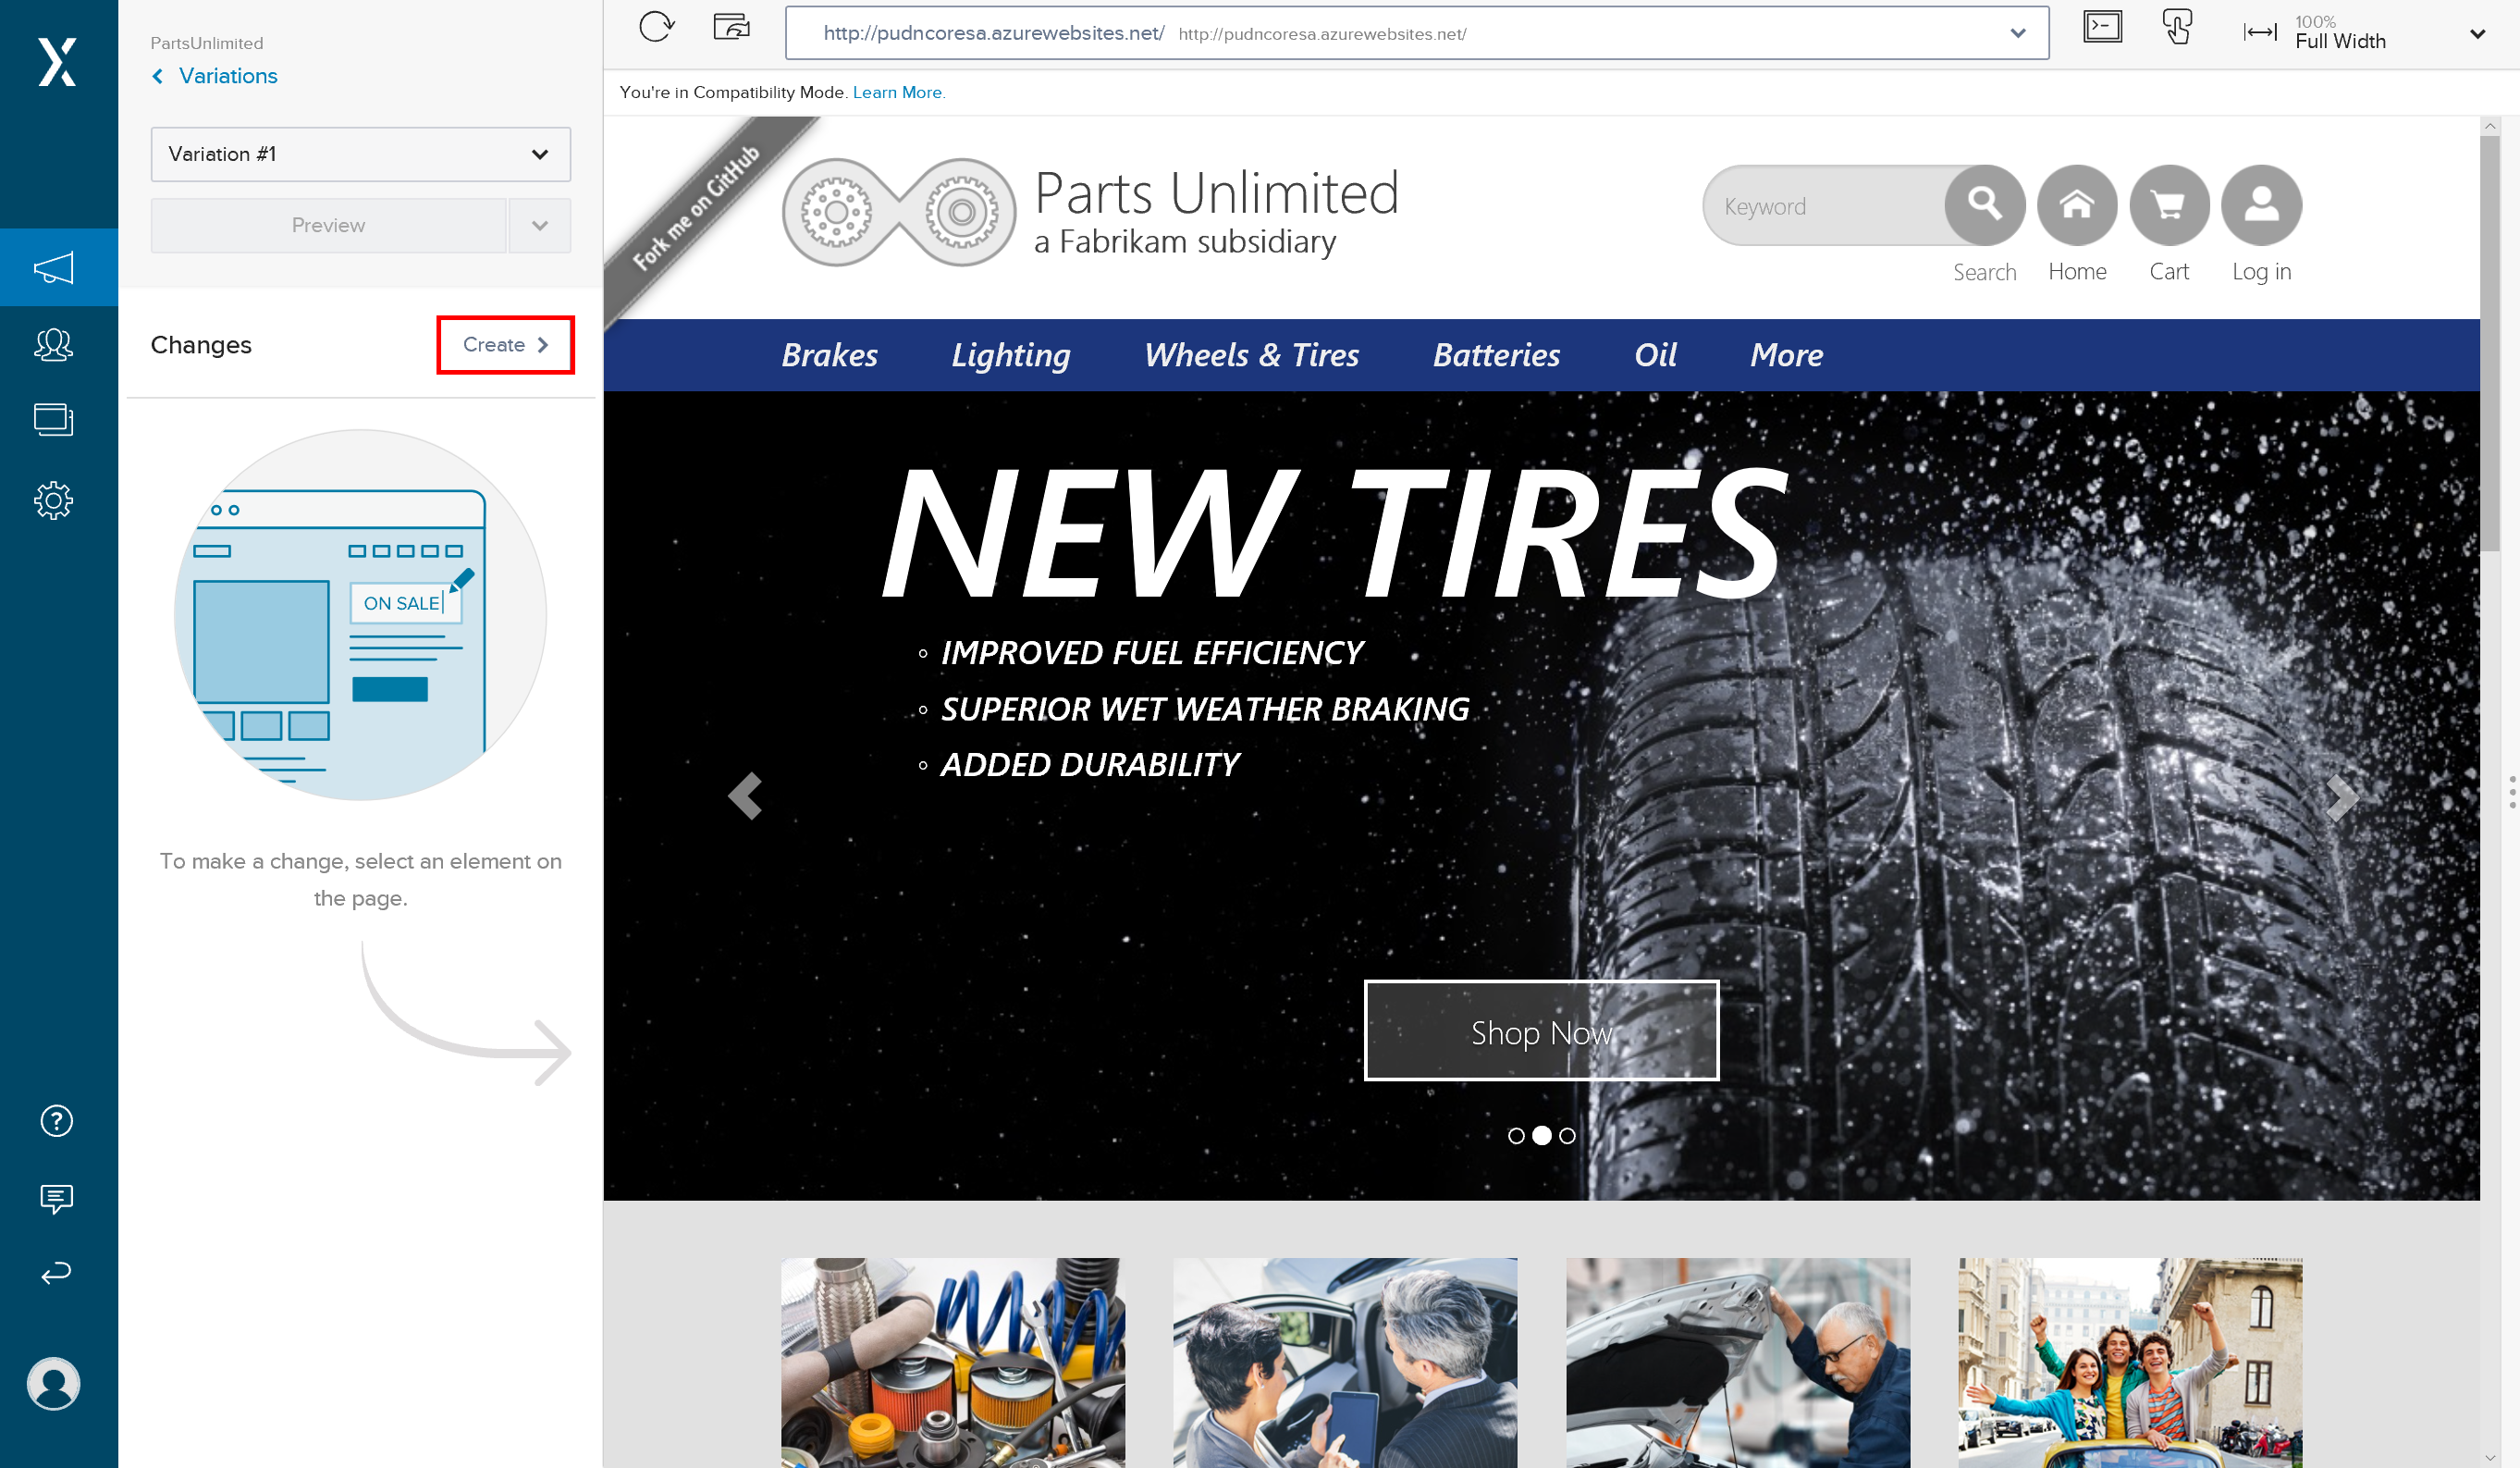 PartsUnlimited
Variations
Variation #1
Preview
Changes
Create
ON SALE
To make a change, select an element on
the page.
http://pudncoresa.azurewebsites.net/ http://pudncoresa.azurewebsites.net/
100%
Full Width
You're in Compatibility Mode. Learn More.
Fork me on GitHub
Parts Unlimited
a Fabrikam subsidiary
Keyword
Search Home Cart Log in
Brakes Lighting Wheels & Tires Batteries Oil More
NEW TIRES
IMPROVED FUEL EFFICIENCY
SUPERIOR WET WEATHER BRAKING
ADDED DURABILITY
Shop Now